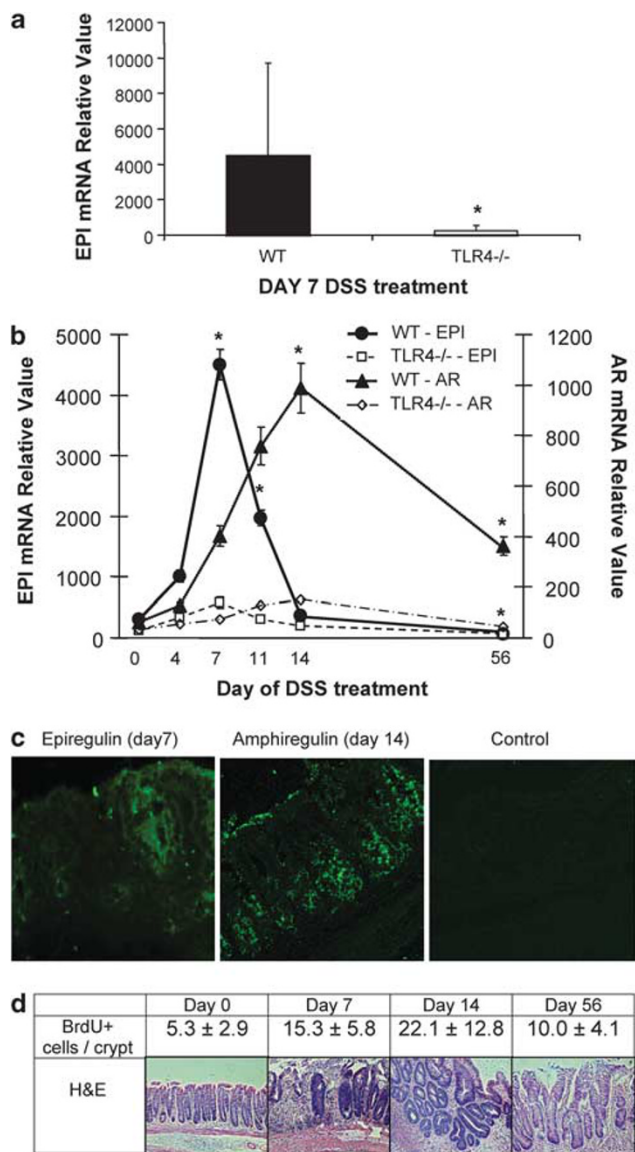 a
12000
10000
8000
6000
4000
2000
0
EPI mRNA Relative Value
*
WT
TLR4-/-
DAY 7 DSS treatment
b
5000
4000
3000
2000
1000
0
EPI mRNA Relative Value
WT - EPI
TLR4-/- - EPI
WT - AR
TLR4-/- - AR
*
*
*
*
*
1200
1000
800
600
400
200
0
AR mRNA Relative Value
0 4 7 11 14 56
Day of DSS treatment
c
Epiregulin (day7) Amphiregulin (day 14) Control
d
Day 0 Day 7 Day 14 Day 56
BrdU+ cells / crypt 5.3 ± 2.9 15.3 ± 5.8 22.1 ± 12.8 10.0 ± 4.1
H&E